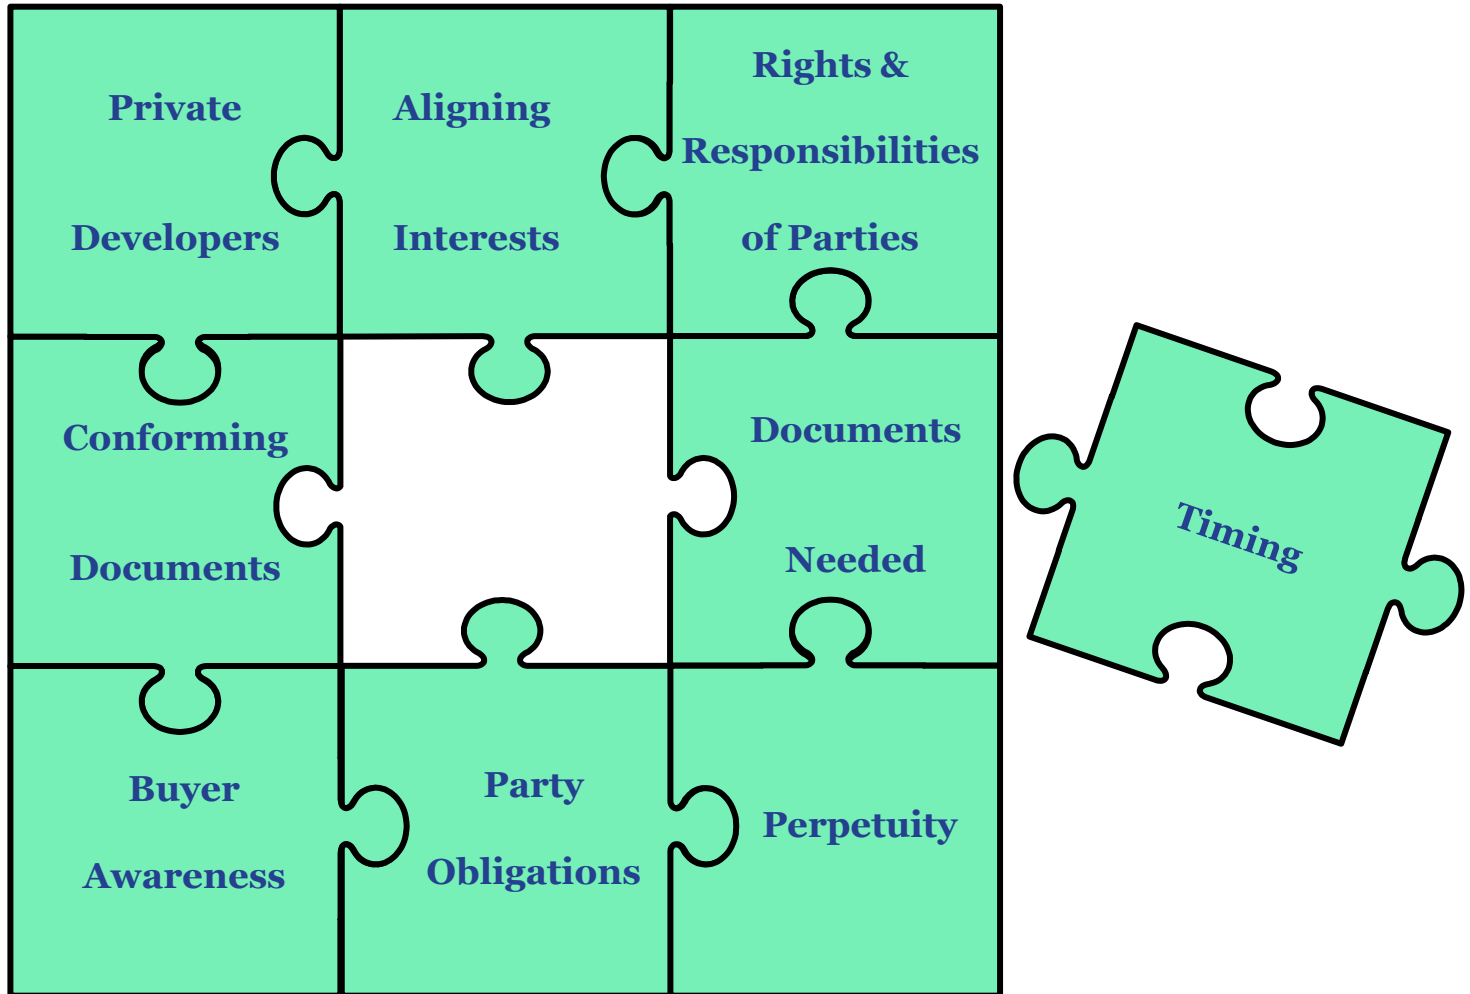 Private
Developers
Aligning
Interests
Rights &
Responsibilities
of Parties
Conforming
Documents
Documents
Needed
Timing
Buyer
Awareness
Party
Obligations
Perpetuity